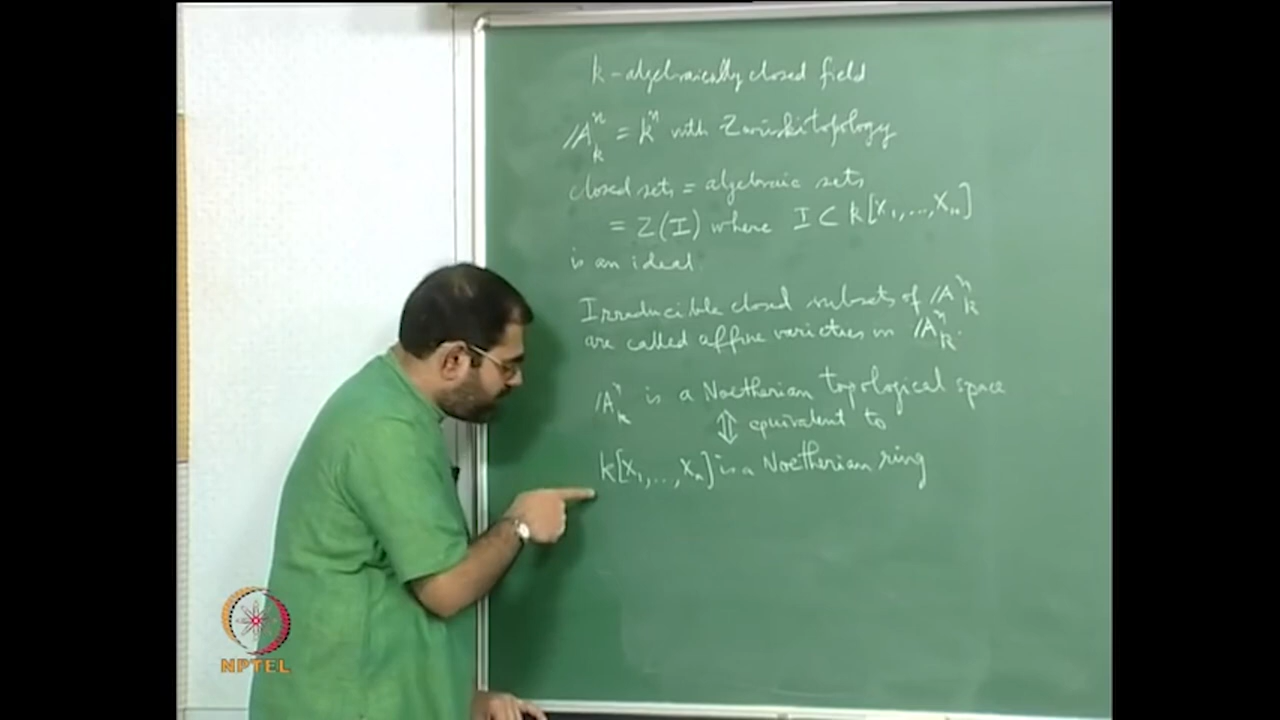 k - algebraically closed field
𝔸ⁿₖ = kⁿ with Zariski topology
closed sets = algebraic sets
= Z(I) where I ⊂ k[X₁,...,Xₙ]
is an ideal.
Irreducible closed subsets of 𝔸ⁿₖ
are called affine varieties in 𝔸ⁿₖ.
𝔸ⁿₖ is a Noetherian topological space
⇕ equivalent to
k[X₁,...,Xₙ] is a Noetherian ring
NPTEL